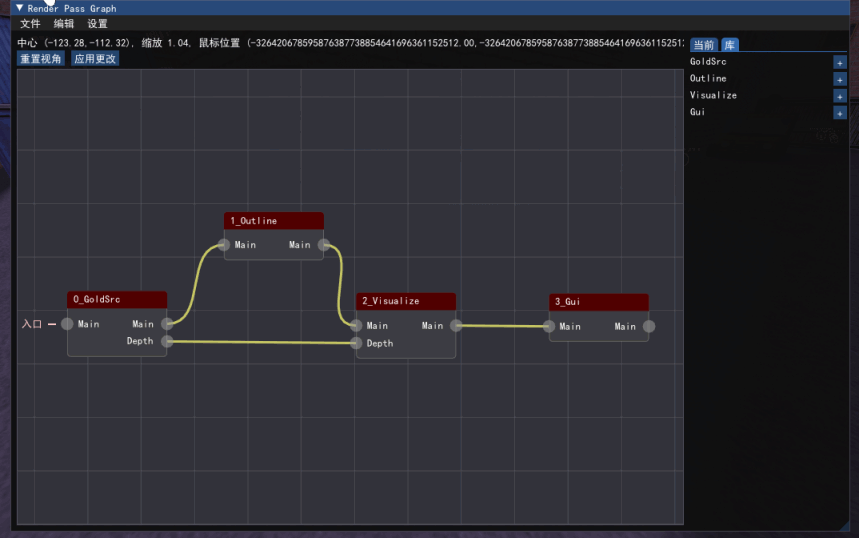 ▼ Render Pass Graph
文件 编辑 设置
中心 (-123.28,-112.32), 缩放 1.04, 鼠标位置 (-326420678595876387738854641696361152512.00,-32642067859587638773885464169636115251
重置视角 应用更改
当前 库
GoldSrc +
Outline +
Visualize +
Gui +
1_Outline
Main Main
0_GoldSrc
入口 Main Main
Depth
2_Visualize
Main Main
Depth
3_Gui
Main Main